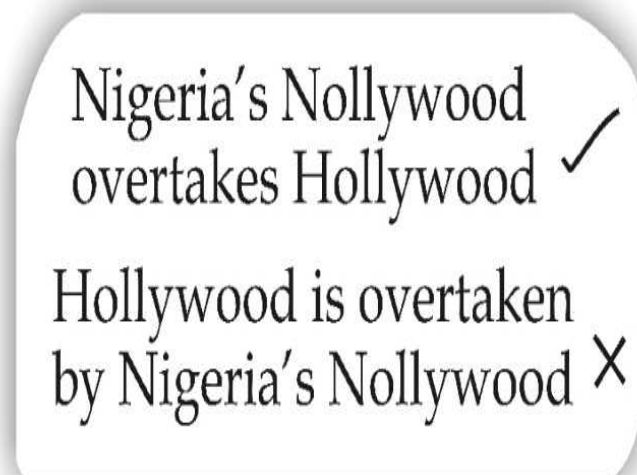 Nigeria's Nollywood
overtakes Hollywood ✓
Hollywood is overtaken
by Nigeria's Nollywood X